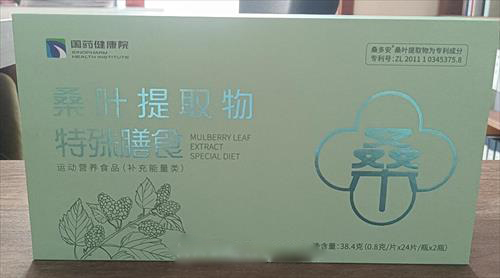 国药健康院
SINOPHARM
HEALTH INSTITUTE
桑多安®桑叶提取物为专利成分
专利号：ZL 2011 1 0345375.8
桑叶提取物
特殊膳食
MULBERRY LEAF
EXTRACT
SPECIAL DIET
运动营养食品（补充能量类）
桑
净含量：38.4克（0.8克/片x24片/瓶x2瓶）